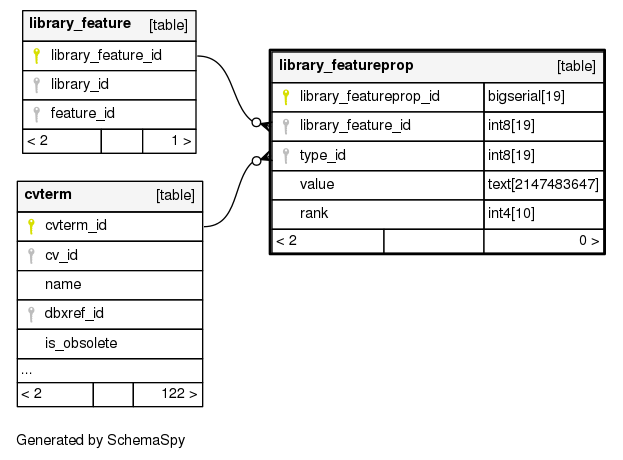 library_feature [table]
library_feature_id
library_id
feature_id
< 2 1 >
library_featureprop [table]
library_featureprop_id bigserial[19]
library_feature_id int8[19]
type_id int8[19]
value text[2147483647]
rank int4[10]
< 2 0 >
cvterm [table]
cvterm_id
cv_id
name
dbxref_id
is_obsolete
...
< 2 122 >
Generated by SchemaSpy